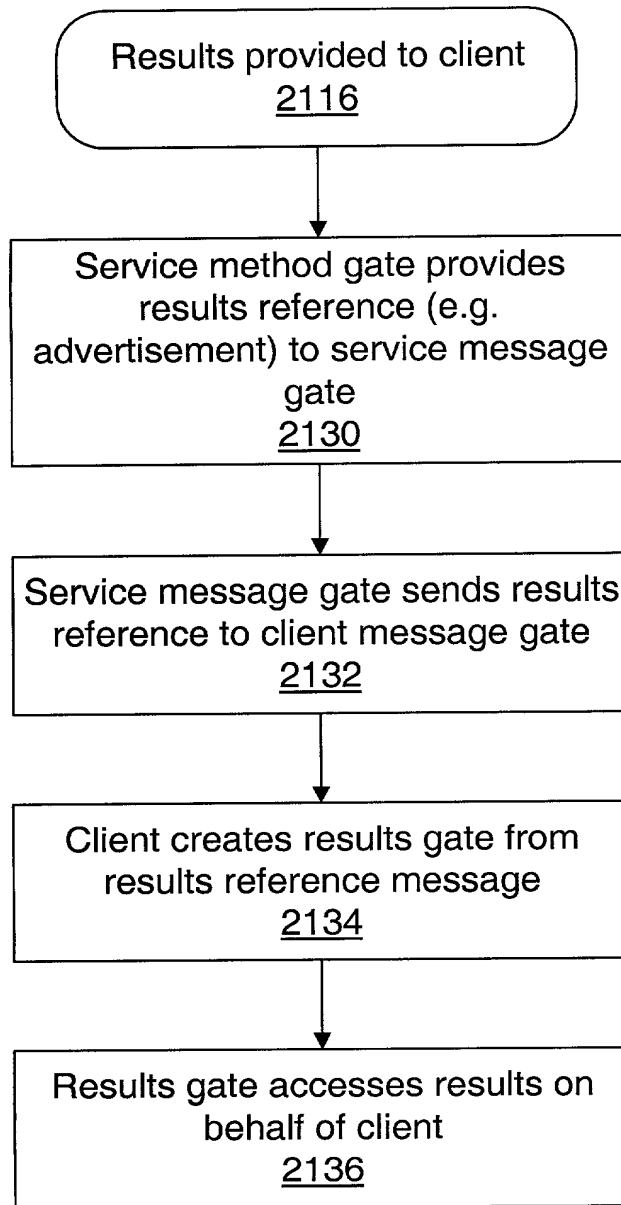 Results provided to client
2116
Service method gate provides
results reference (e.g.
advertisement) to service message
gate
2130
Service message gate sends results
reference to client message gate
2132
Client creates results gate from
results reference message
2134
Results gate accesses results on
behalf of client
2136